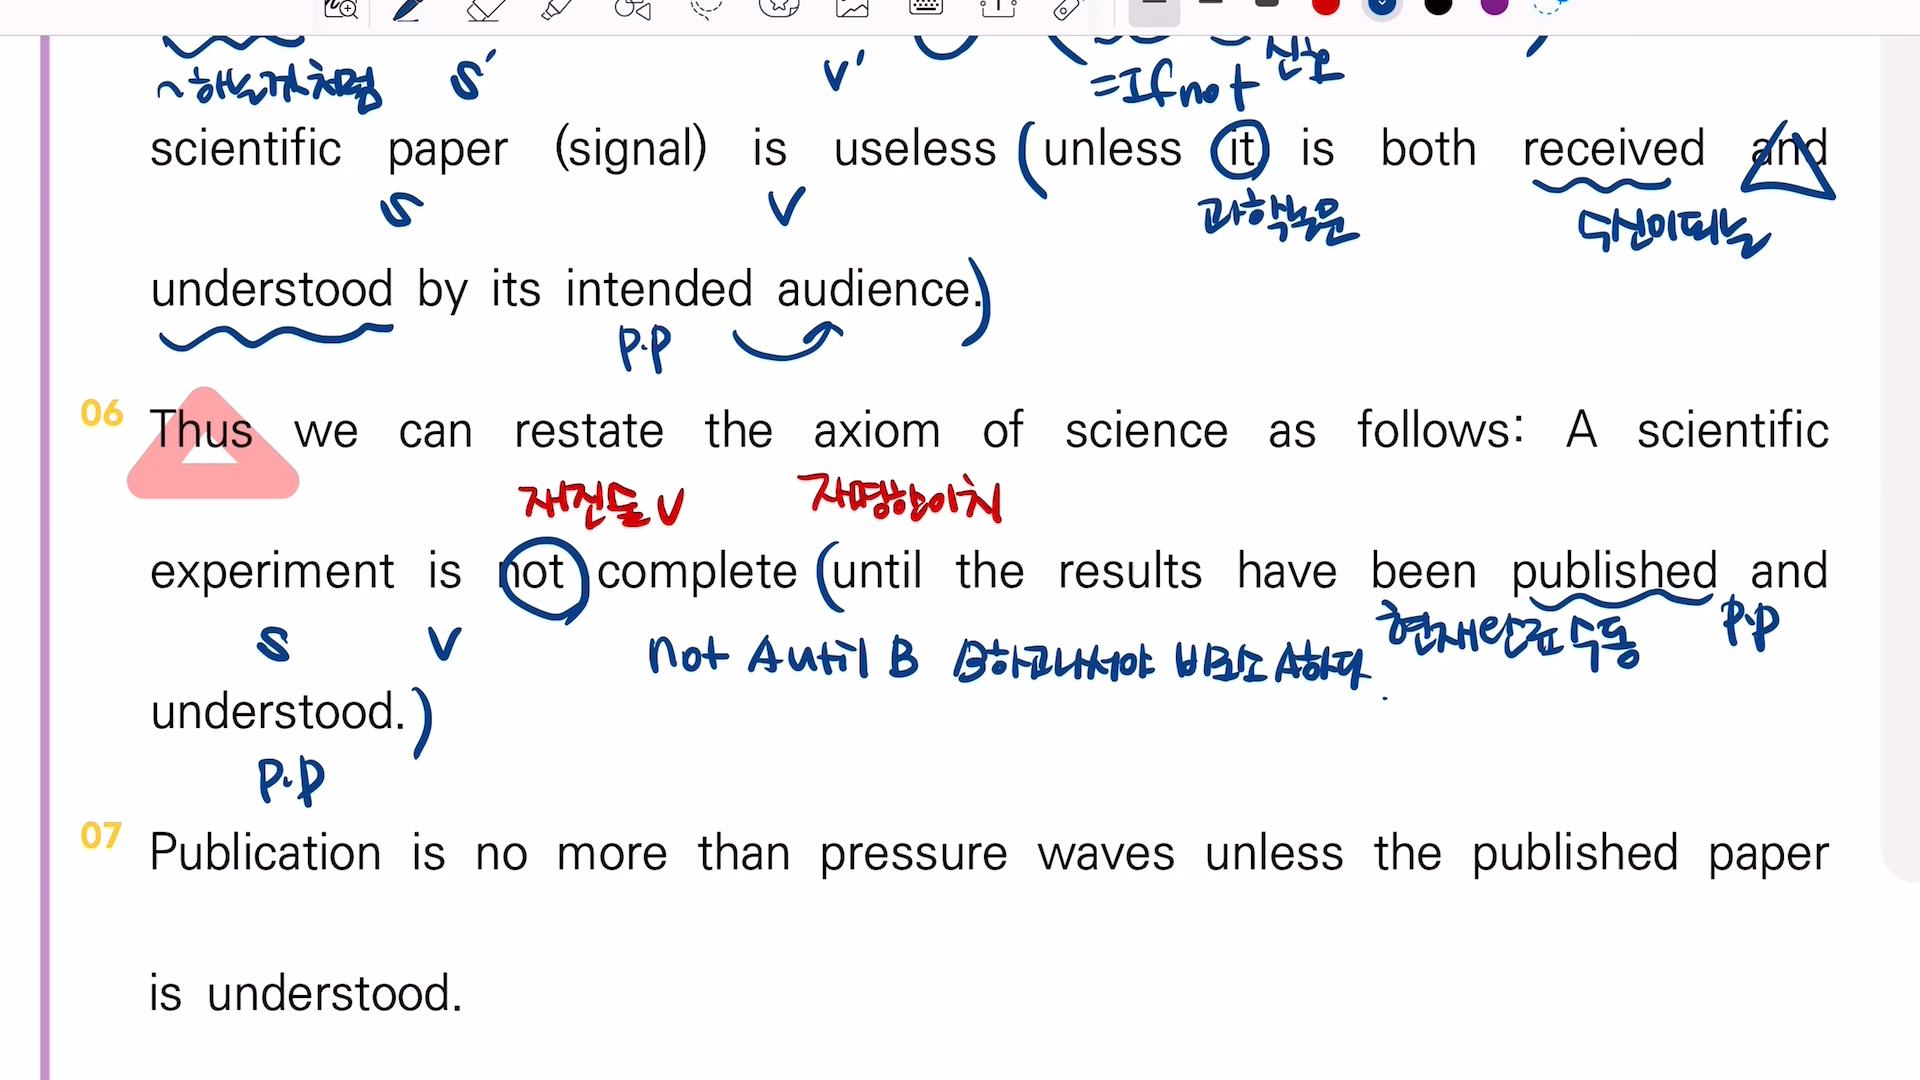 ~했을때처럼 s' v' =If not 신호
scientific paper (signal) is useless (unless it is both received and
s v 과학논문 수신이되는
understood by its intended audience.)
p.p
06 Thus we can restate the axiom of science as follows: A scientific
재진술 v 자명한이치
experiment is not complete (until the results have been published and
s v not A until B B하고나서야 비로소 A하다 현재완료수동 p.p
understood.)
p.p
07 Publication is no more than pressure waves unless the published paper
is understood.